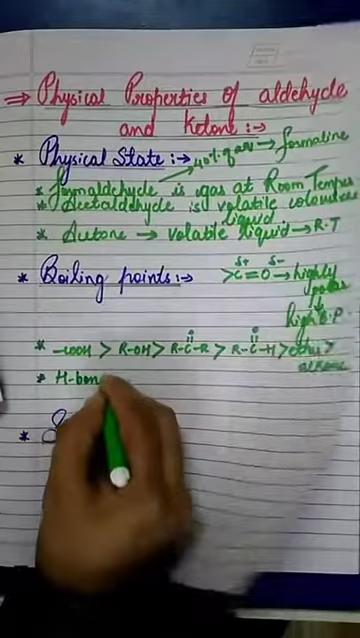 ⇒ Physical Properties of aldehyde
and Ketone :→
* Physical State :→ 40% gas → formaline
* formaldehyde is gas at Room Temp
* Acetaldehyde is volatile colourless
liquid
* Acetone → volatile liquid → R.T
* Boiling points :→ >C=O → highly
δ+ δ-
polar
↓
high B.P.
* -COOH > R-OH > R-C-R > R-C-H > ether >
O O
alkane
* H-bon
* S